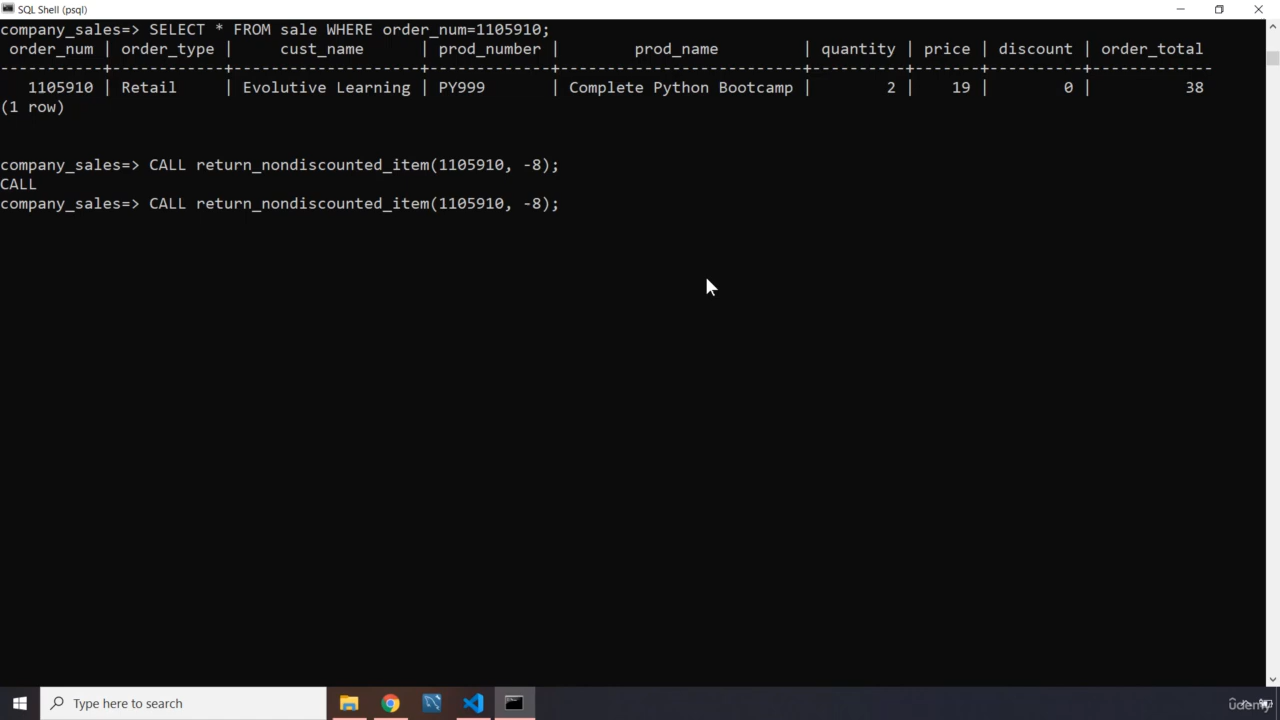 SQL Shell (psql)
company_sales=> SELECT * FROM sale WHERE order_num=1105910;
 order_num | order_type |     cust_name      | prod_number |        prod_name         | quantity | price | discount | order_total
-----------+------------+--------------------+-------------+--------------------------+----------+-------+----------+-------------
   1105910 | Retail     | Evolutive Learning | PY999       | Complete Python Bootcamp |        2 |    19 |        0 |          38
(1 row)
company_sales=> CALL return_nondiscounted_item(1105910, -8);
CALL
company_sales=> CALL return_nondiscounted_item(1105910, -8);
Type here to search
udemy